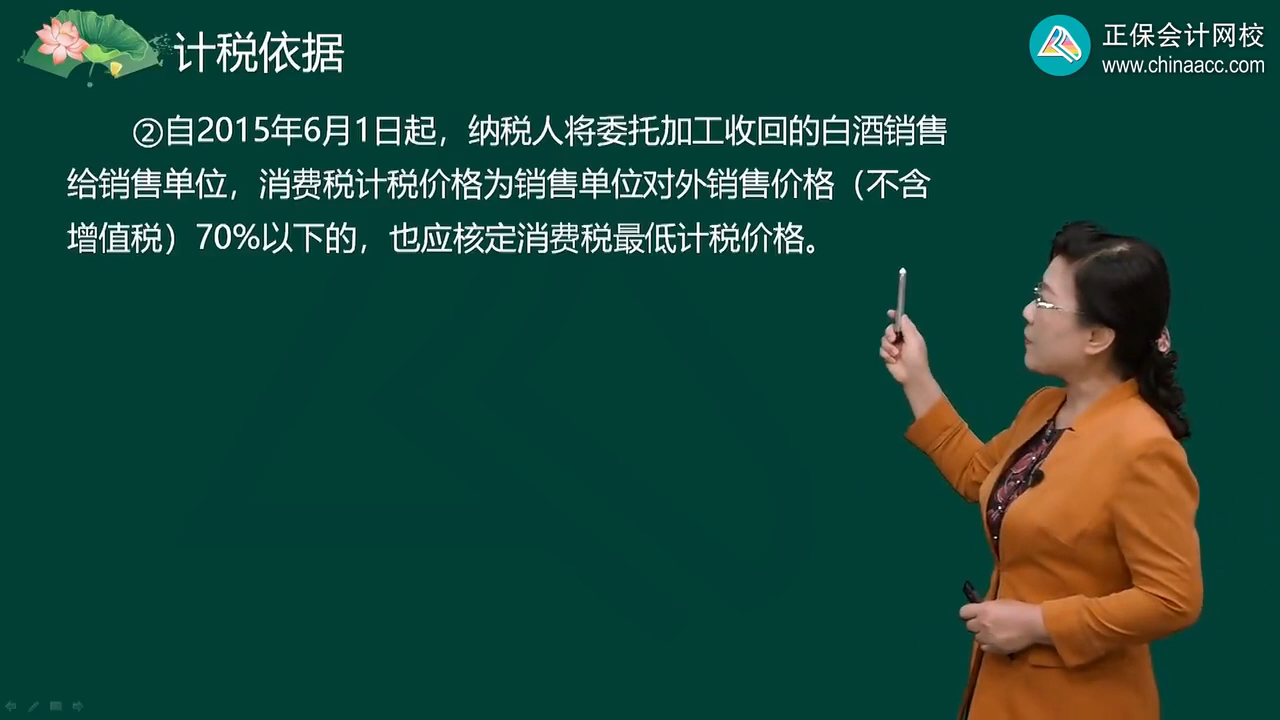 计税依据
正保会计网校
www.chinaacc.com
②自2015年6月1日起，纳税人将委托加工收回的白酒销售
给销售单位，消费税计税价格为销售单位对外销售价格（不含
增值税）70%以下的，也应核定消费税最低计税价格。